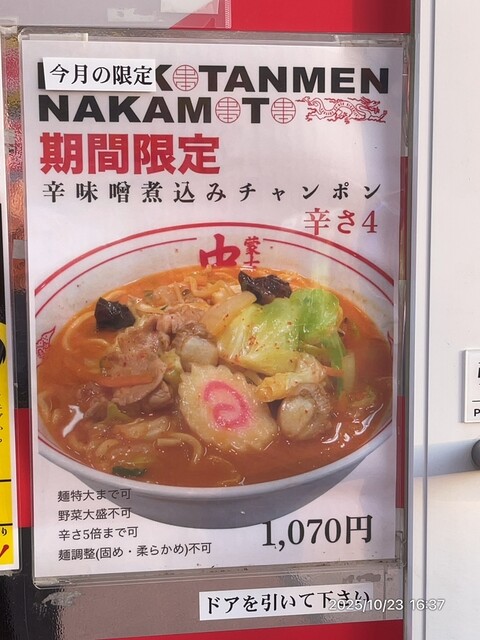 今月の限定
K TANMEN
NAKAMOTO
期間限定
辛味噌煮込みチャンポン
辛さ4
中
麺特大まで可
野菜大盛不可
辛さ5倍まで可
麺調整(固め・柔らかめ)不可
1,070円
ドアを引いて下さい
2025/10/23 16:37